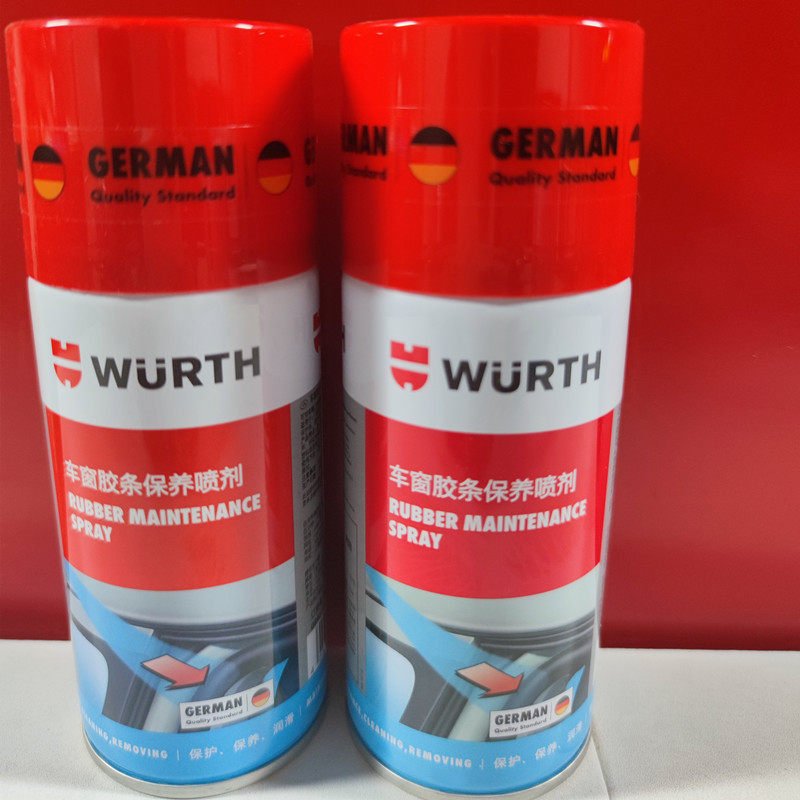 GERMAN
Quality Standard
WÜRTH
车窗胶条保养喷剂
RUBBER MAINTENANCE
SPRAY
GERMAN
Quality Standard
CLEANING,REMOVING | 保护、保养、润滑
MAN
GERMAN
Quality Standard
WÜRTH
车窗胶条保养喷剂
RUBBER MAINTENANCE
SPRAY
GERMAN
Quality Standard
CLEANING,REMOVING | 保护、保养、润滑